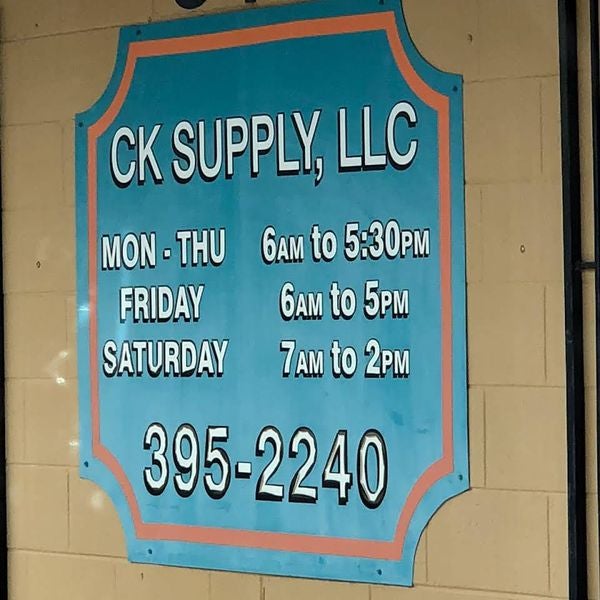 CK SUPPLY, LLC
MON - THU 6AM to 5:30PM
FRIDAY 6AM to 5PM
SATURDAY 7AM to 2PM
395-2240